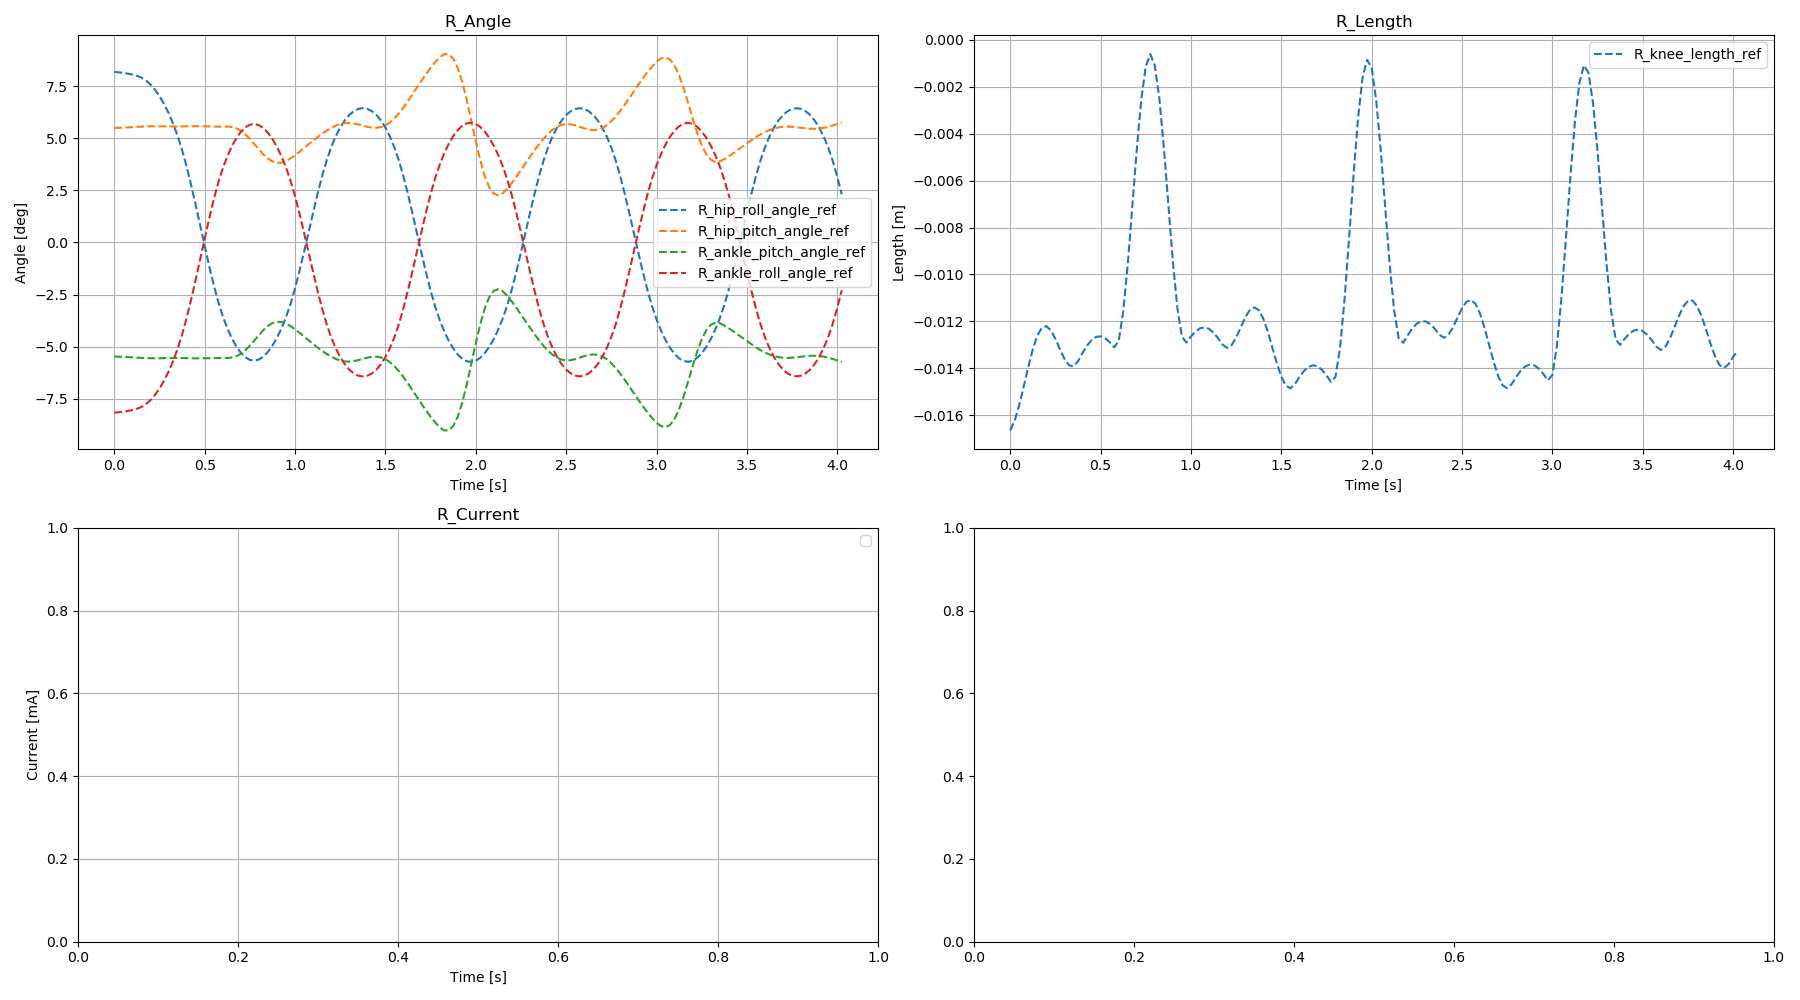 R_Angle
Angle [deg]
7.5
5.0
2.5
0.0
−2.5
−5.0
−7.5
R_hip_roll_angle_ref
R_hip_pitch_angle_ref
R_ankle_pitch_angle_ref
R_ankle_roll_angle_ref
0.0 0.5 1.0 1.5 2.0 2.5 3.0 3.5 4.0
Time [s]
R_Length
Length [m]
0.000
−0.002
−0.004
−0.006
−0.008
−0.010
−0.012
−0.014
−0.016
R_knee_length_ref
0.0 0.5 1.0 1.5 2.0 2.5 3.0 3.5 4.0
Time [s]
R_Current
Current [mA]
1.0
0.8
0.6
0.4
0.2
0.0
0.0 0.2 0.4 0.6 0.8 1.0
Time [s]
1.0
0.8
0.6
0.4
0.2
0.0
0.0 0.2 0.4 0.6 0.8 1.0